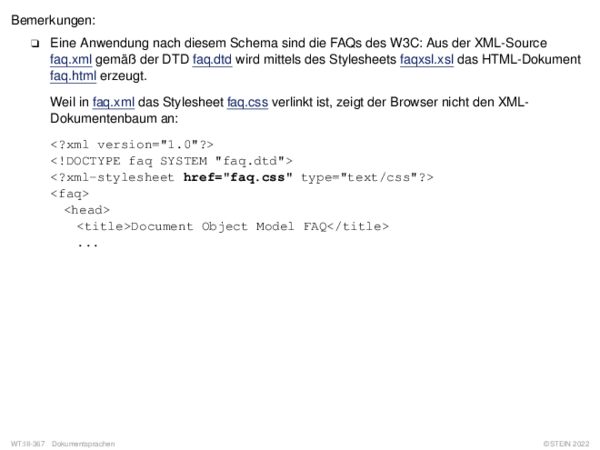 Bemerkungen:
❑ Eine Anwendung nach diesem Schema sind die FAQs des W3C: Aus der XML-Source
faq.xml gemäß der DTD faq.dtd wird mittels des Stylesheets faqxsl.xsl das HTML-Dokument
faq.html erzeugt.
Weil in faq.xml das Stylesheet faq.css verlinkt ist, zeigt der Browser nicht den XML-
Dokumentenbaum an:
<?xml version="1.0"?>
<!DOCTYPE faq SYSTEM "faq.dtd">
<?xml-stylesheet href="faq.css" type="text/css"?>
<faq>
<head>
<title>Document Object Model FAQ</title>
...
WT:III-367 Dokumentsprachen
©STEIN 2022